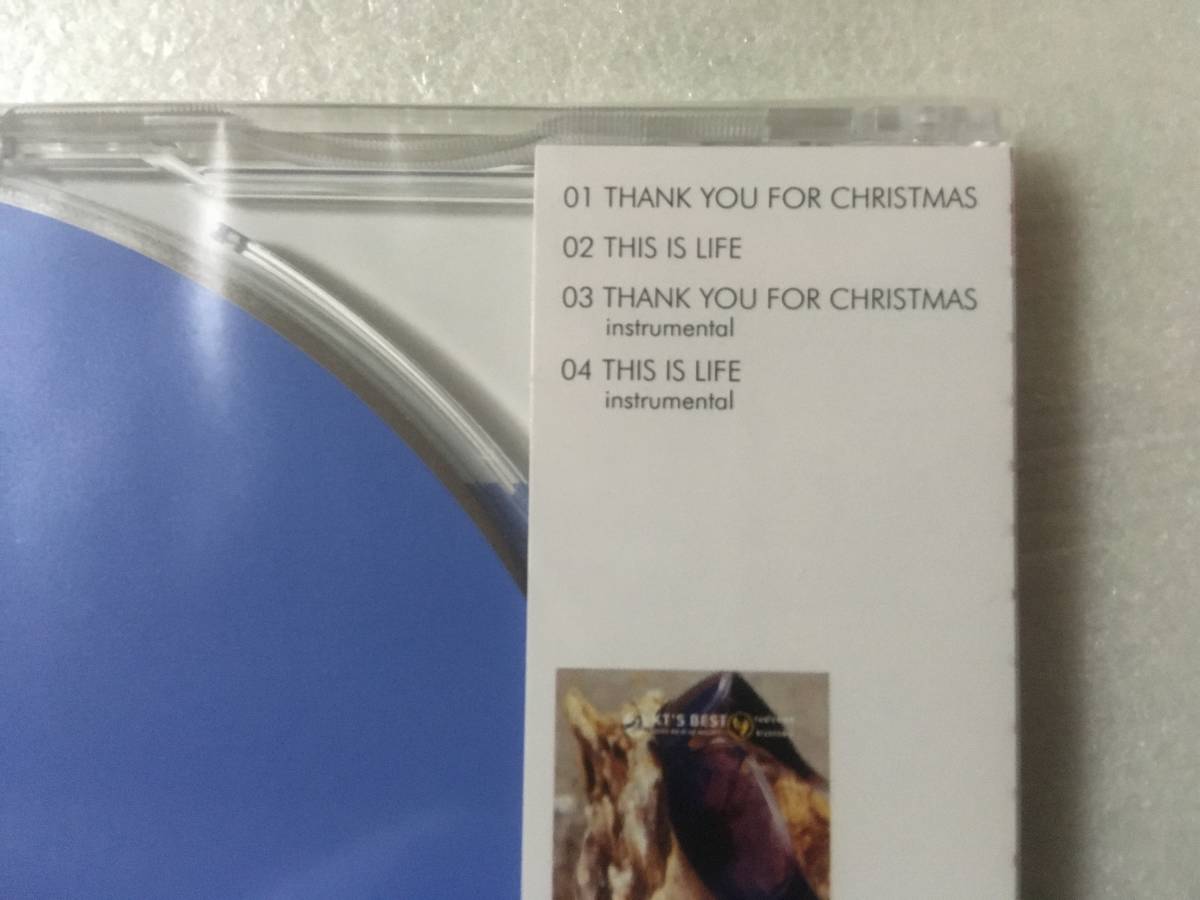 01 THANK YOU FOR CHRISTMAS
02 THIS IS LIFE
03 THANK YOU FOR CHRISTMAS
instrumental
04 THIS IS LIFE
instrumental
BEST